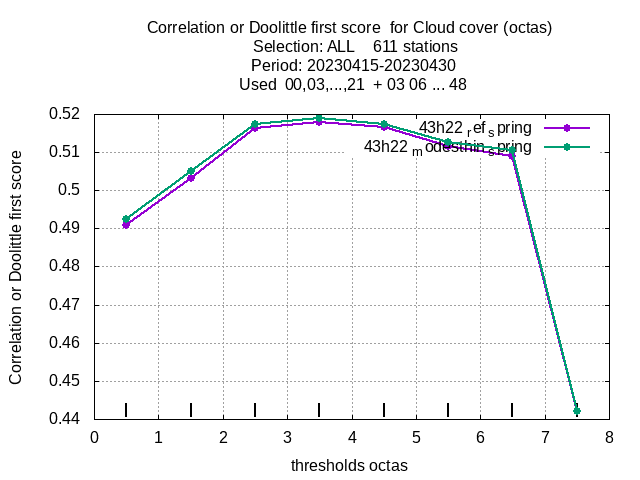 Correlation or Doolittle first score  for Cloud cover (octas)
Selection: ALL    611 stations
Period: 20230415-20230430
Used  00,03,...,21  + 03 06 ... 48
Correlation or Doolittle first score
0.52
0.51
0.5
0.49
0.48
0.47
0.46
0.45
0.44
43h22 ref spring
43h22 modesthin spring
0 1 2 3 4 5 6 7 8
thresholds octas